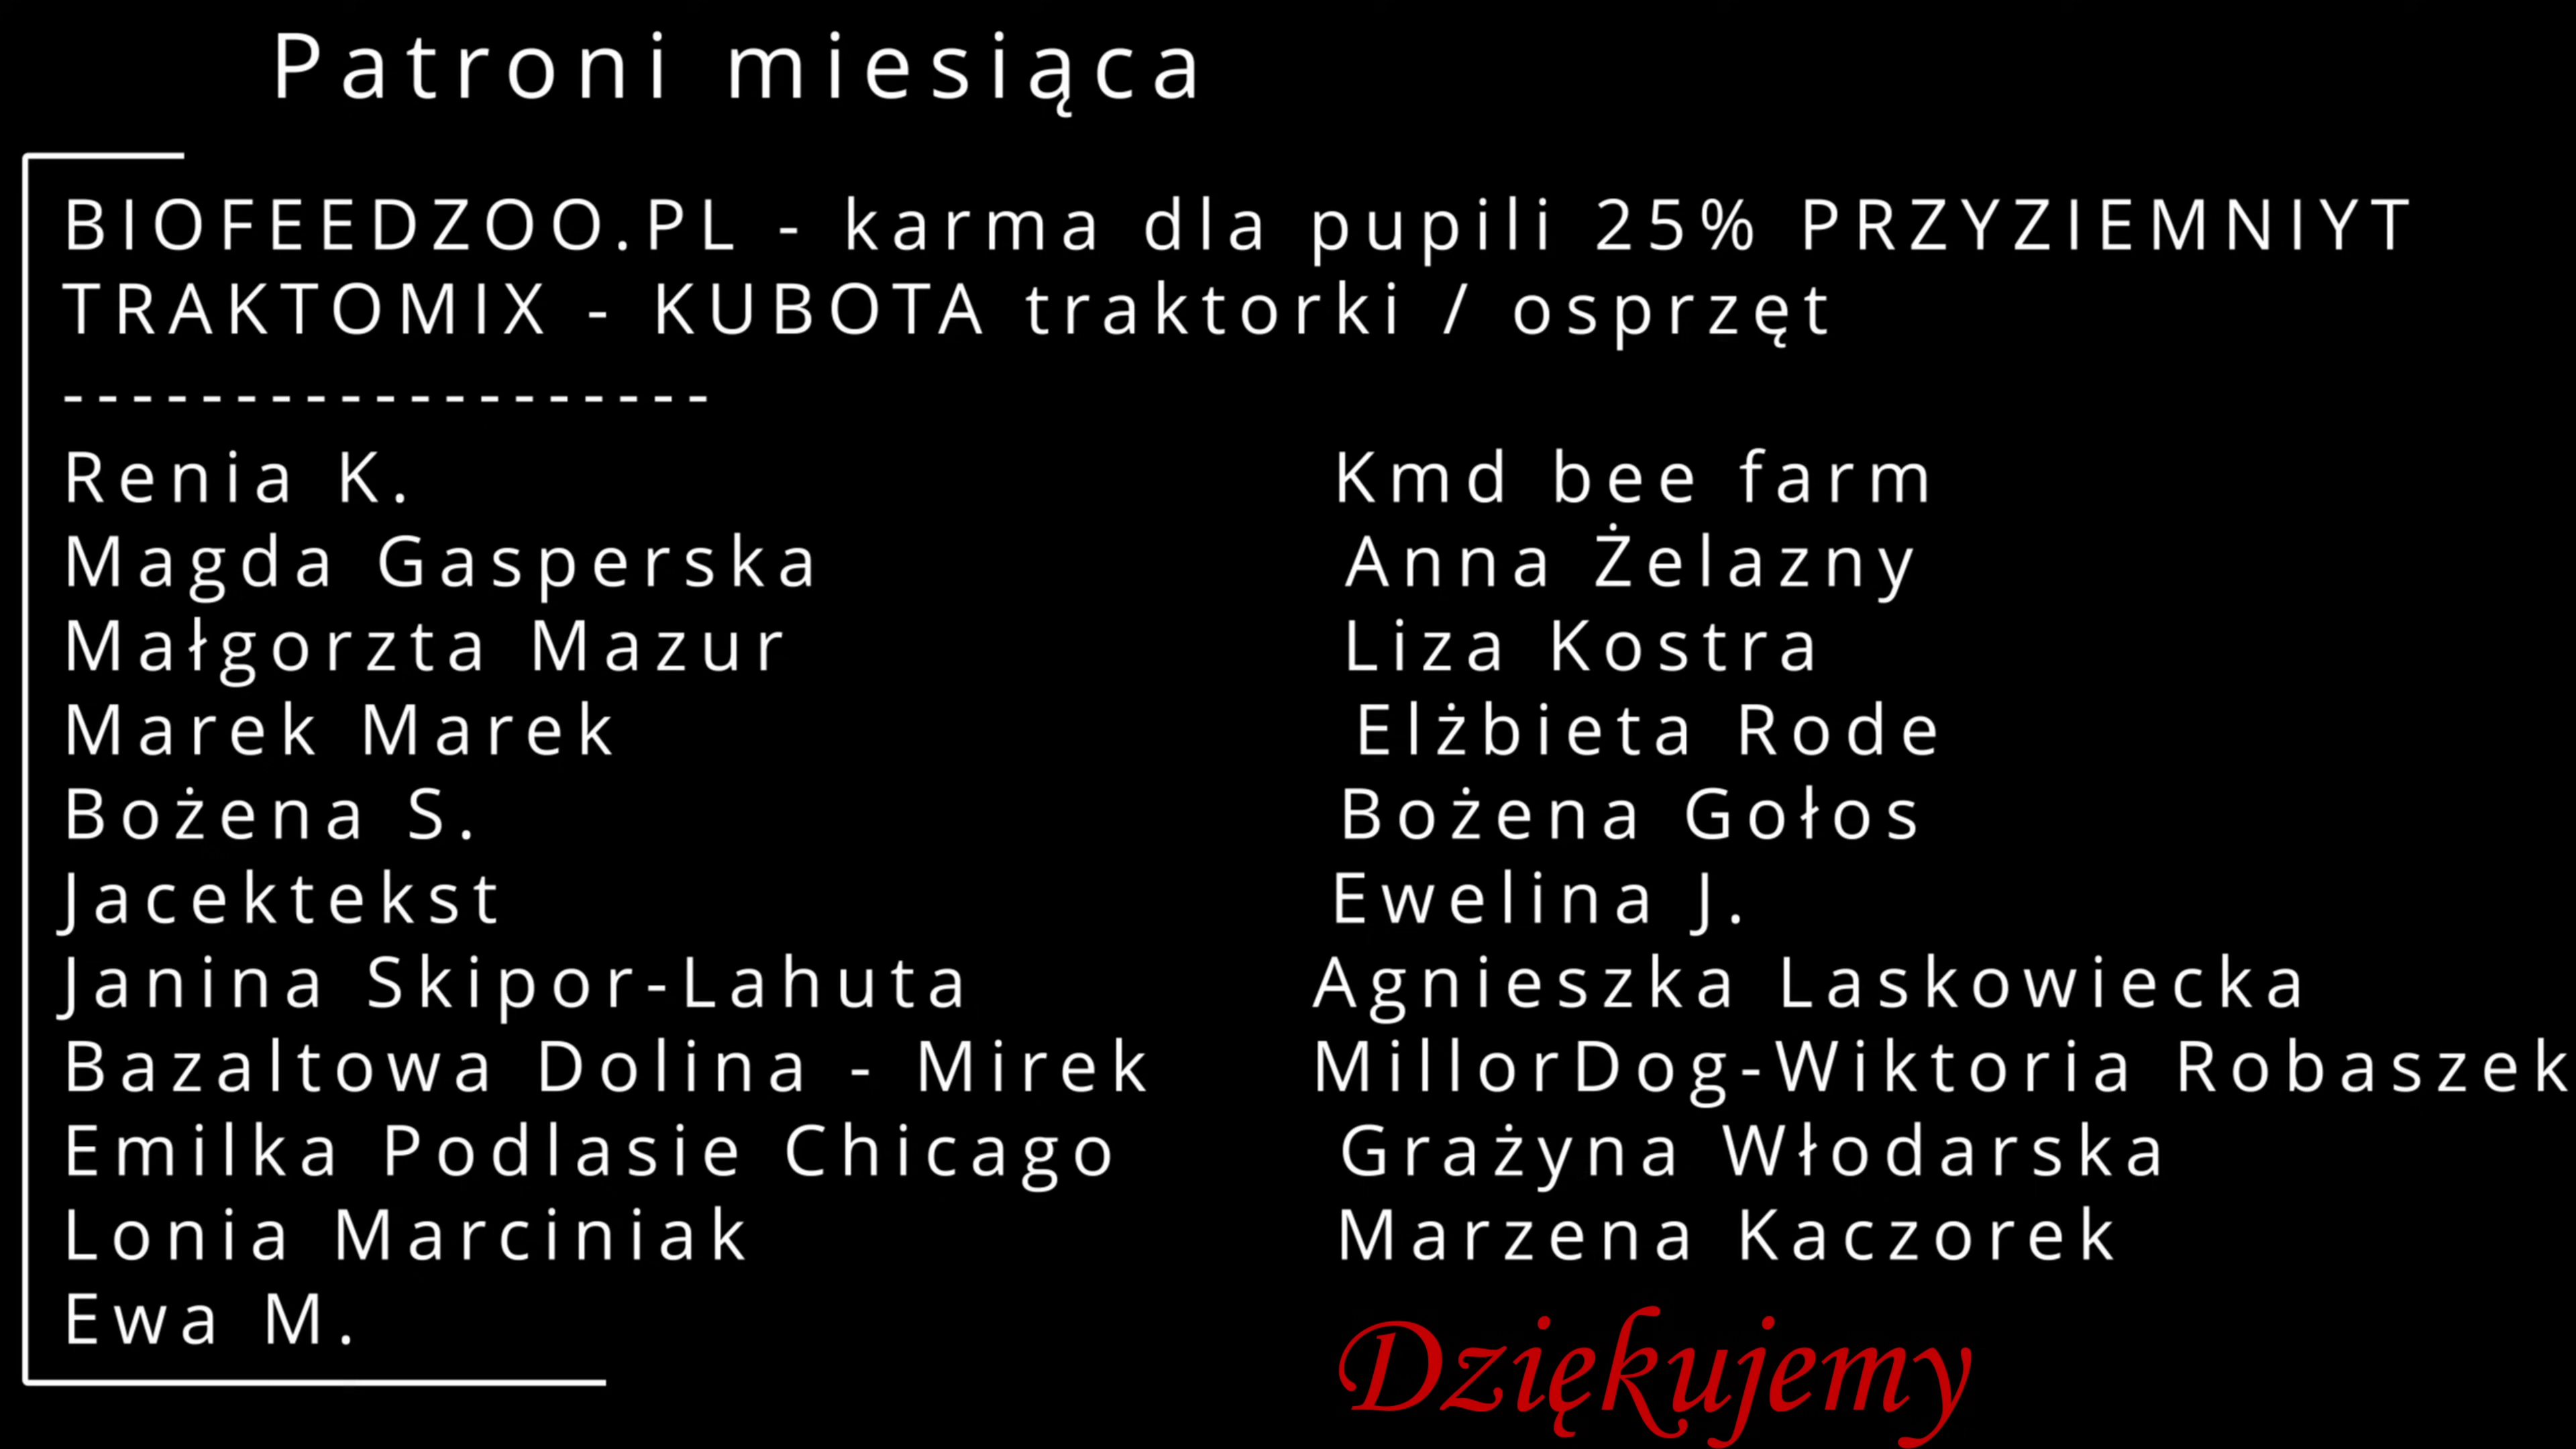 Patroni miesiąca
BIOFEEDZOO.PL - karma dla pupili 25% PRZYZIEMNIYT
TRAKTOMIX - KUBOTA traktorki / osprzęt
-------------------
Renia K.
Magda Gasperska
Małgorzta Mazur
Marek Marek
Bożena S.
Jacektekst
Janina Skipor-Lahuta
Bazaltowa Dolina - Mirek
Emilka Podlasie Chicago
Lonia Marciniak
Ewa M.
Kmd bee farm
Anna Żelazny
Liza Kostra
Elżbieta Rode
Bożena Gołos
Ewelina J.
Agnieszka Laskowiecka
MillorDog-Wiktoria Robaszek
Grażyna Włodarska
Marzena Kaczorek
Dziękujemy